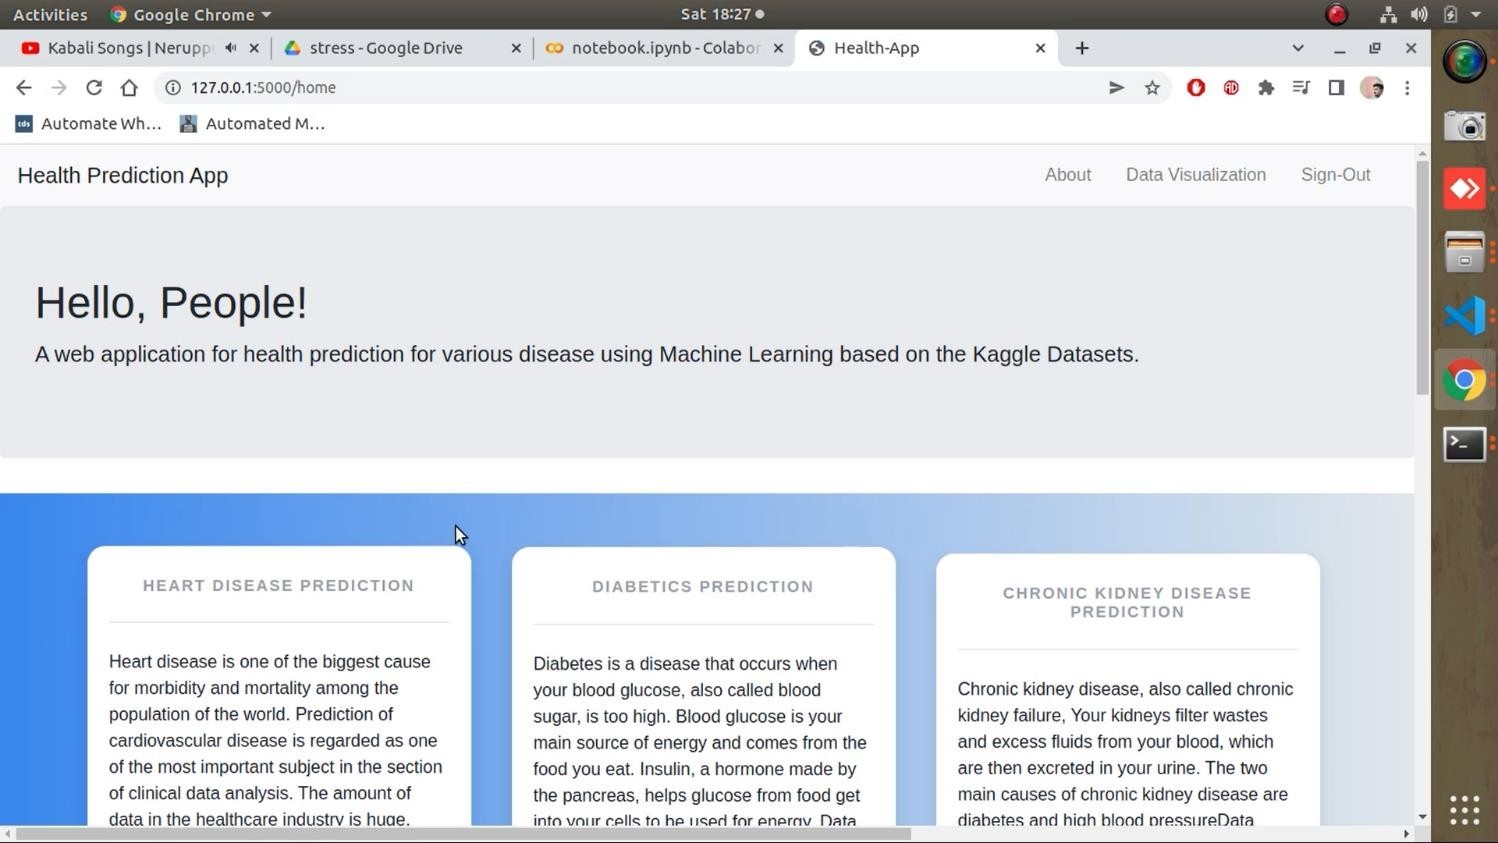 Activities Google Chrome Sat 18:27
Kabali Songs | Nerupp stress - Google Drive notebook.ipynb - Colabor Health-App
127.0.0.1:5000/home
tds Automate Wh... Automated M...
Health Prediction App About Data Visualization Sign-Out
Hello, People!
A web application for health prediction for various disease using Machine Learning based on the Kaggle Datasets.
HEART DISEASE PREDICTION
Heart disease is one of the biggest cause
for morbidity and mortality among the
population of the world. Prediction of
cardiovascular disease is regarded as one
of the most important subject in the section
of clinical data analysis. The amount of
data in the healthcare industry is huge.
DIABETICS PREDICTION
Diabetes is a disease that occurs when
your blood glucose, also called blood
sugar, is too high. Blood glucose is your
main source of energy and comes from the
food you eat. Insulin, a hormone made by
the pancreas, helps glucose from food get
into your cells to be used for energy. Data
CHRONIC KIDNEY DISEASE
PREDICTION
Chronic kidney disease, also called chronic
kidney failure, Your kidneys filter wastes
and excess fluids from your blood, which
are then excreted in your urine. The two
main causes of chronic kidney disease are
diabetes and high blood pressureData